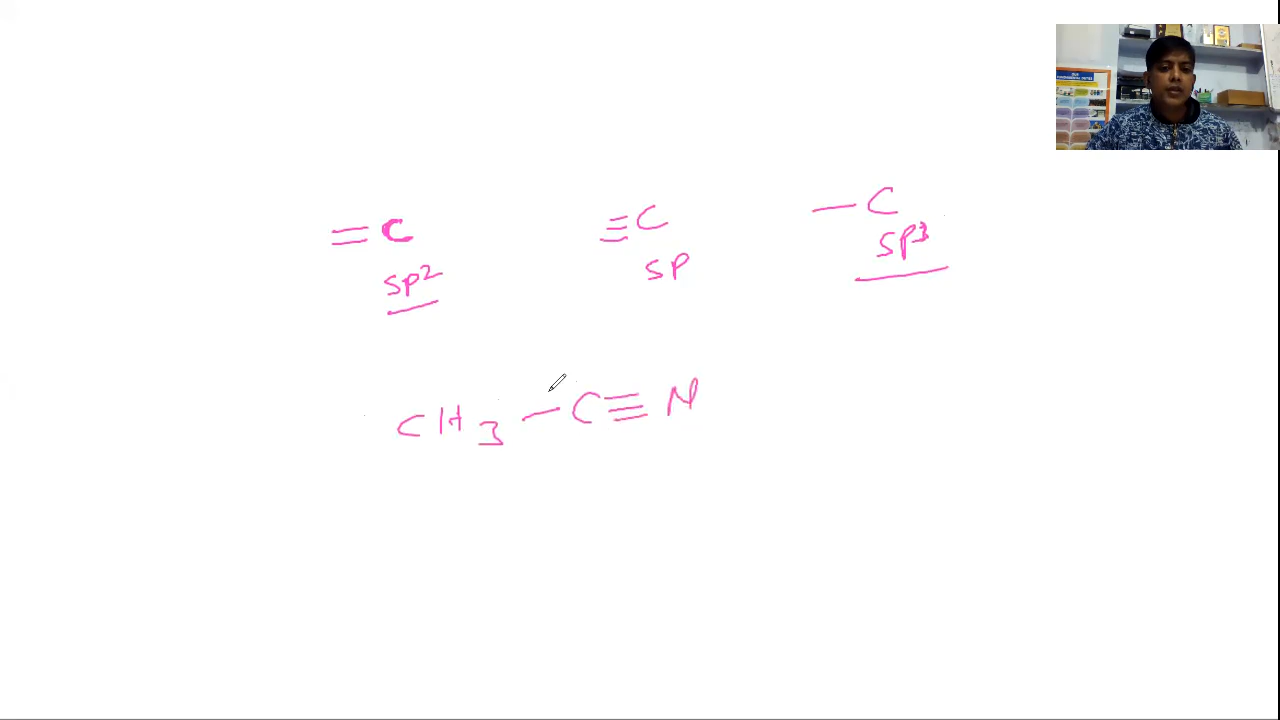 =C ≡C -C
sp² sp sp³
CH₃-C≡N